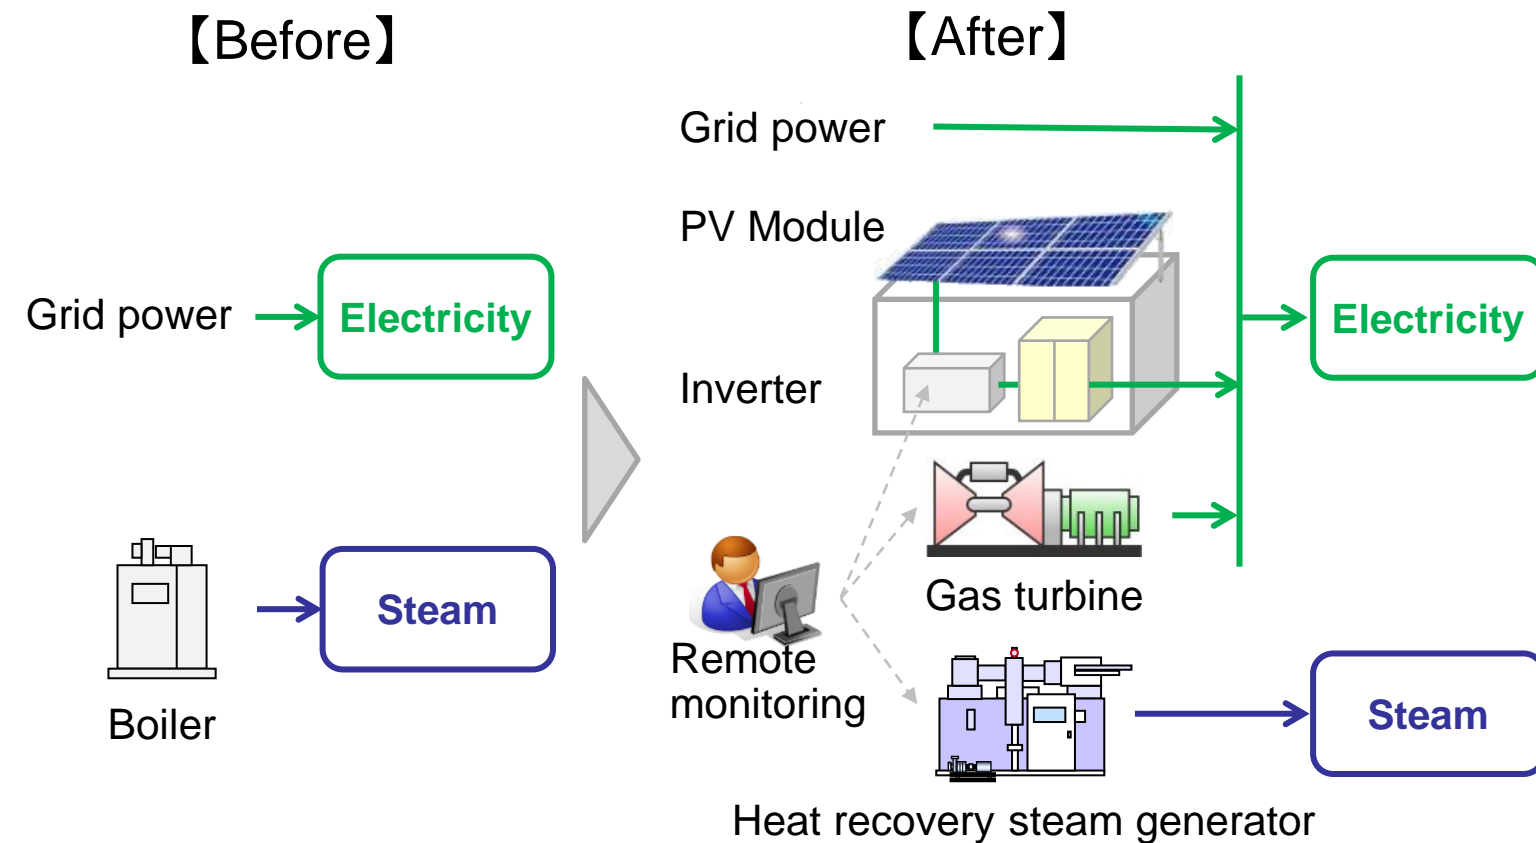 【Before】
Grid power
Electricity
Steam
Boiler
【After】
Grid power
PV Module
Inverter
Electricity
Gas turbine
Remote
monitoring
Steam
Heat recovery steam generator